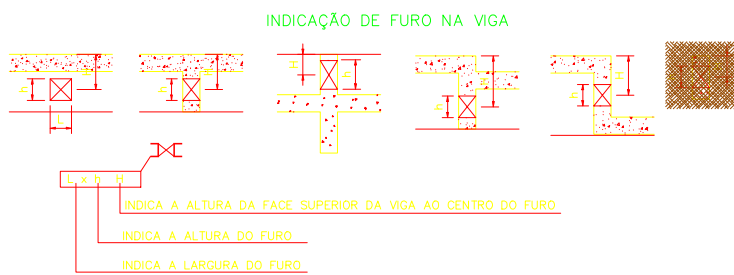 INDICAÇÃO DE FURO NA VIGA
H
H
H
H
H
h
h
h
h
h
L
L x h H
INDICA A ALTURA DA FACE SUPERIOR DA VIGA AO CENTRO DO FURO
INDICA A ALTURA DO FURO
INDICA A LARGURA DO FURO